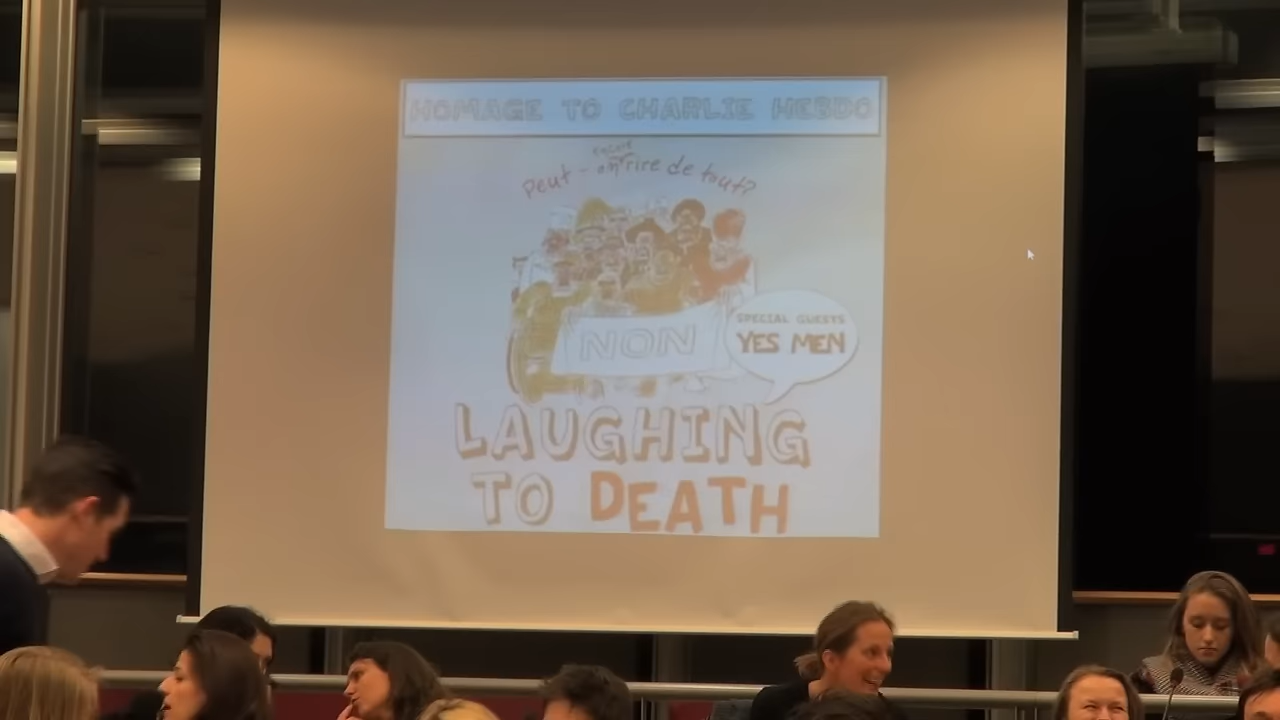 HOMAGE TO CHARLIE HEBDO
encore
Peut-on rire de tout?
NON
SPECIAL GUESTS
YES MEN
LAUGHING
TO DEATH